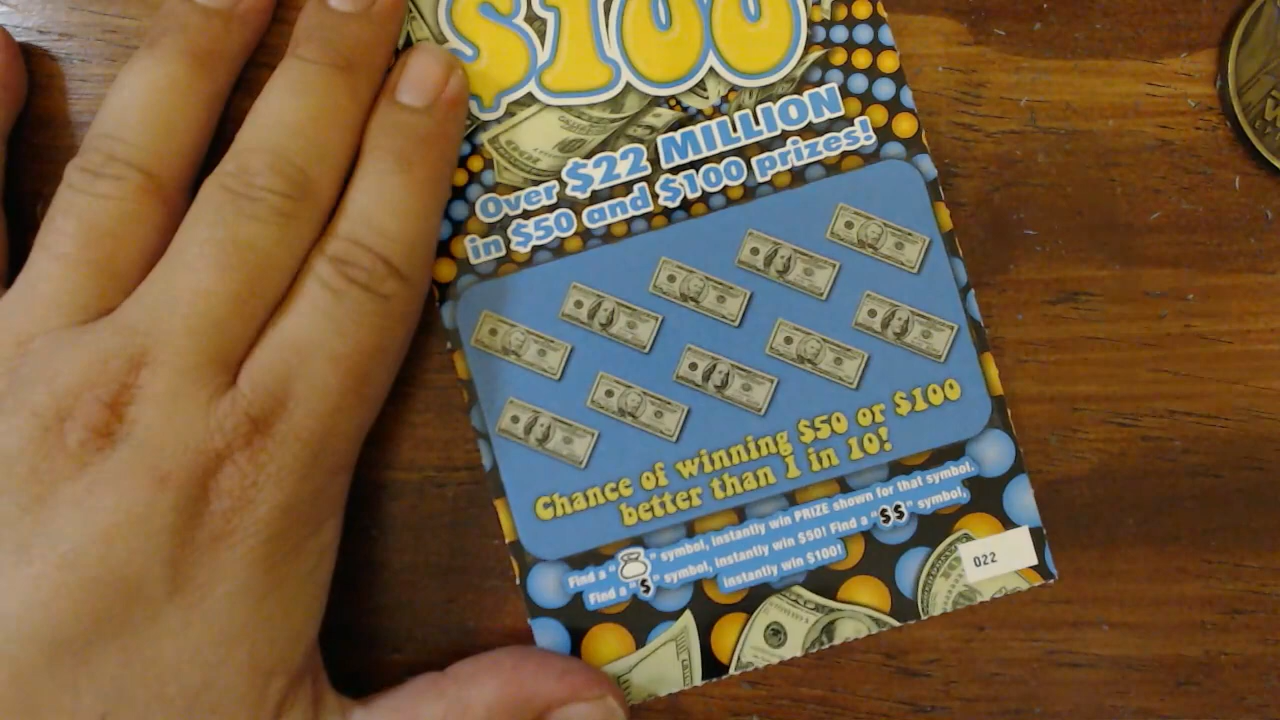 $100
Over $22 MILLION
in $50 and $100 prizes!
Chance of winning $50 or $100
better than 1 in 10!
Find a " " symbol, instantly win PRIZE shown for that symbol.
Find a "$" symbol, instantly win $50! Find a "$$" symbol,
instantly win $100!
022